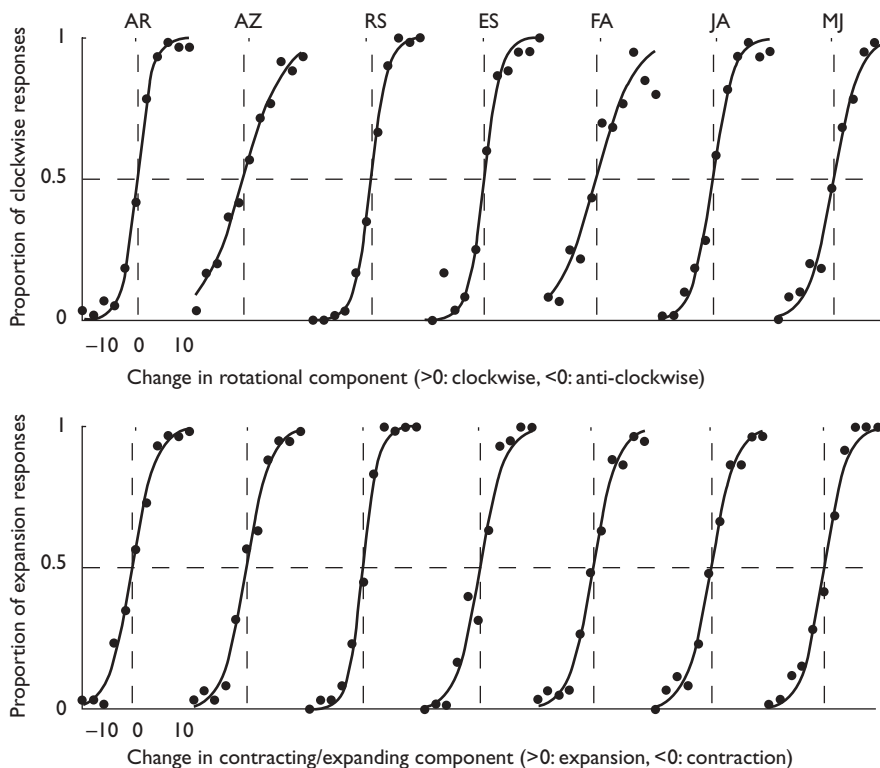 AR AZ RS ES FA JA MJ
1
0.5
0
Proportion of clockwise responses
–10 0 10
Change in rotational component (>0: clockwise, <0: anti-clockwise)
1
0.5
0
Proportion of expansion responses
–10 0 10
Change in contracting/expanding component (>0: expansion, <0: contraction)